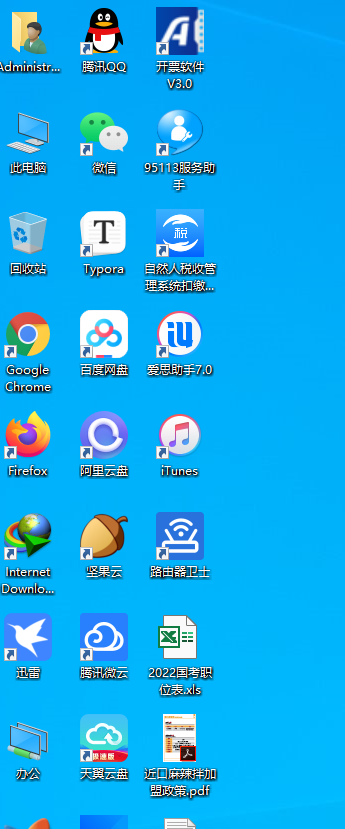 Administr...
腾讯QQ
开票软件
V3.0
此电脑
微信
95113服务助
手
回收站
T
Typora
税
自然人税收管
理系统扣缴...
Google
Chrome
百度网盘
爱思助手7.0
Firefox
阿里云盘
iTunes
Internet
Downlo...
坚果云
路由器卫士
迅雷
腾讯微云
X
2022国考职
位表.xls
办公
极速版
天翼云盘
近口麻辣拌加
盟政策.pdf